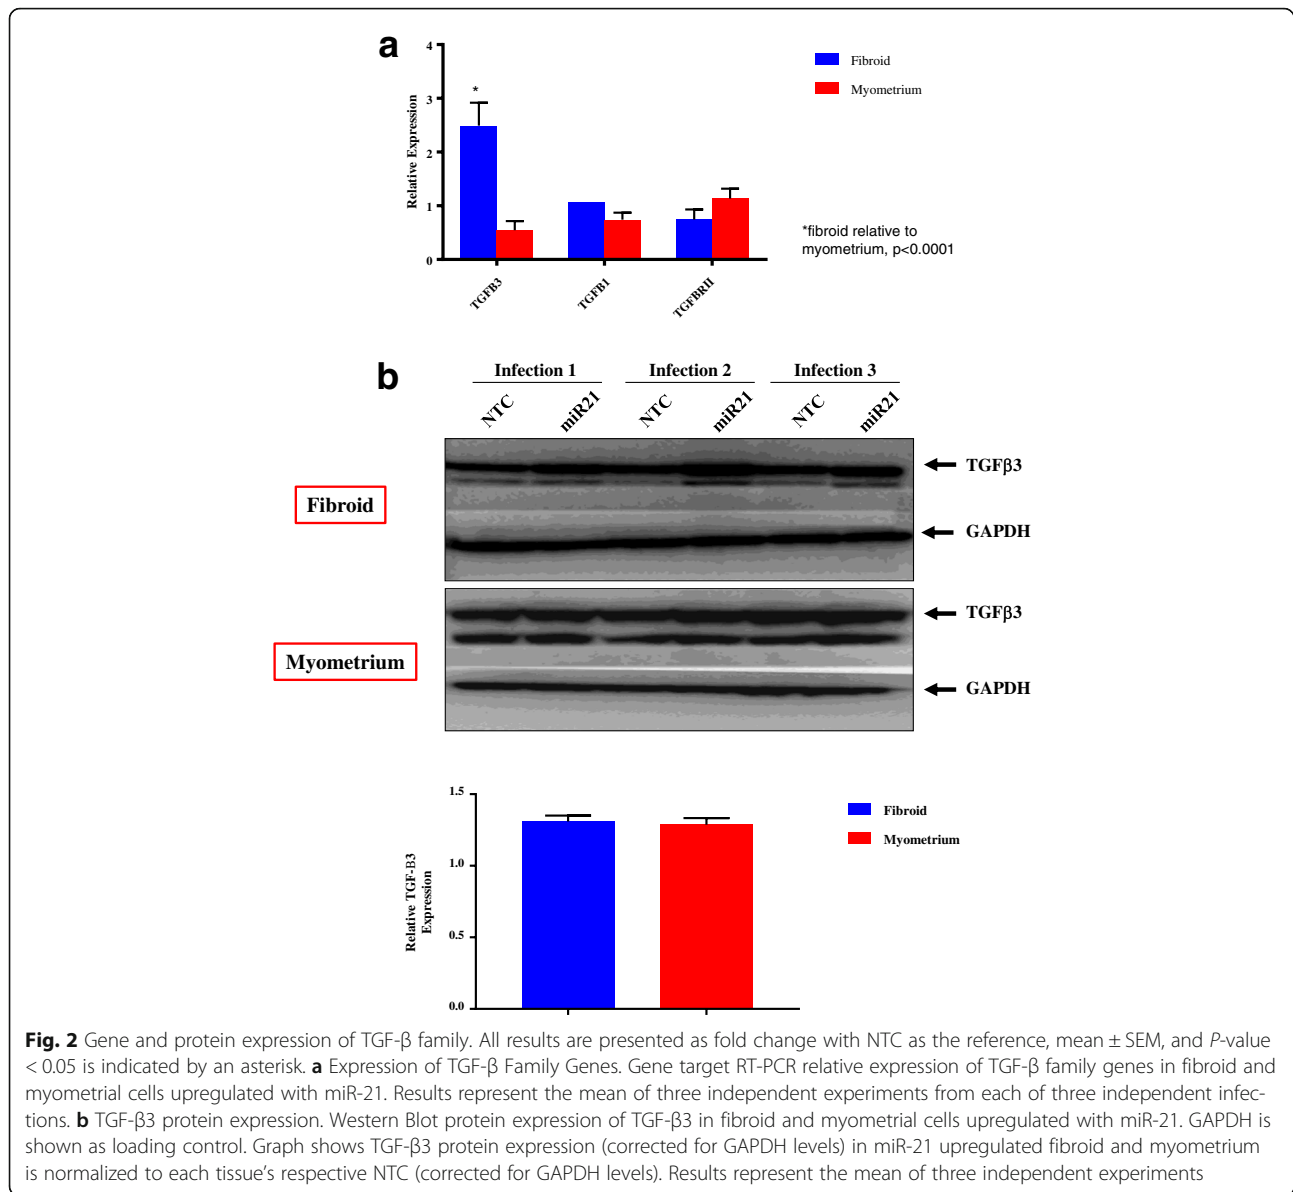 a
4
3
2
1
0
Relative Expression
*
Fibroid
Myometrium
*fibroid relative to
myometrium, p<0.0001
TGFB3
TGFB1
TGFBRII
b
Infection 1
Infection 2
Infection 3
NTC
miR21
NTC
miR21
NTC
miR21
TGFβ3
Fibroid
GAPDH
TGFβ3
Myometrium
GAPDH
1.5
1.0
0.5
0.0
Relative TGF-B3
Expression
Fibroid
Myometrium
Fig. 2 Gene and protein expression of TGF-β family. All results are presented as fold change with NTC as the reference, mean ± SEM, and P-value
< 0.05 is indicated by an asterisk. a Expression of TGF-β Family Genes. Gene target RT-PCR relative expression of TGF-β family genes in fibroid and
myometrial cells upregulated with miR-21. Results represent the mean of three independent experiments from each of three independent infec-
tions. b TGF-β3 protein expression. Western Blot protein expression of TGF-β3 in fibroid and myometrial cells upregulated with miR-21. GAPDH is
shown as loading control. Graph shows TGF-β3 protein expression (corrected for GAPDH levels) in miR-21 upregulated fibroid and myometrium
is normalized to each tissue's respective NTC (corrected for GAPDH levels). Results represent the mean of three independent experiments